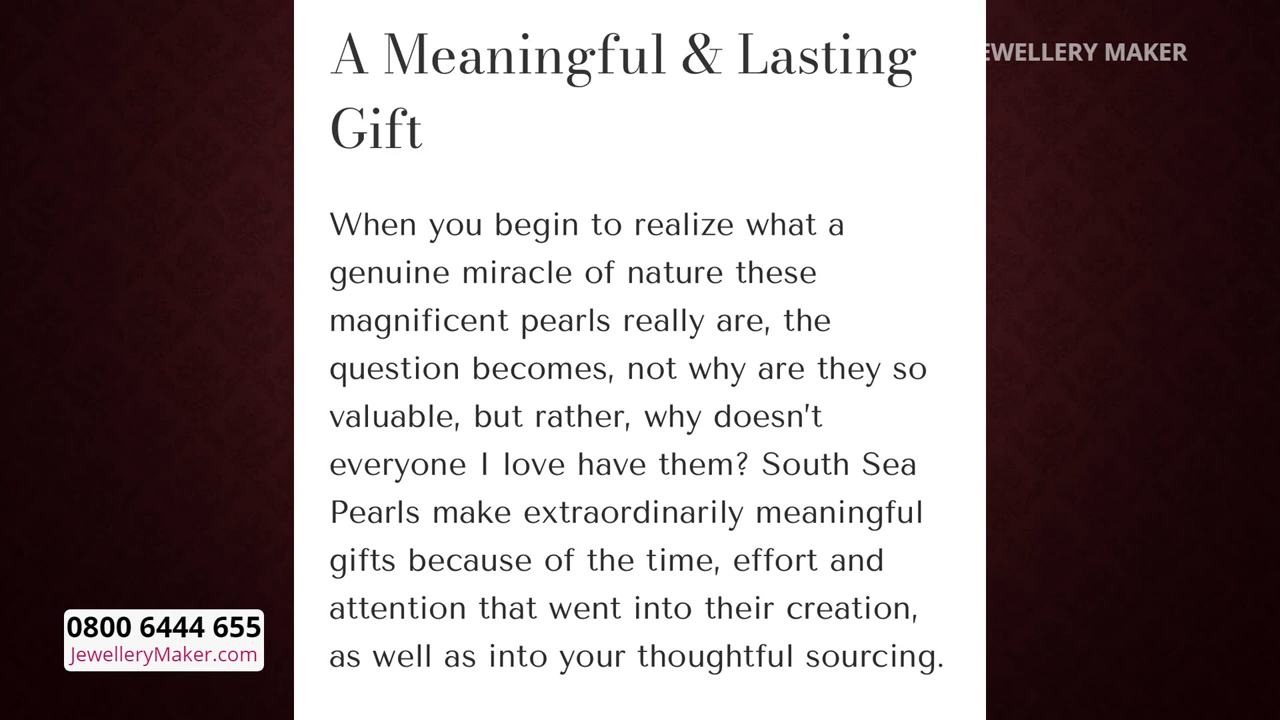 A Meaningful & Lasting
Gift
EWELLERY MAKER
When you begin to realize what a
genuine miracle of nature these
magnificent pearls really are, the
question becomes, not why are they so
valuable, but rather, why doesn’t
everyone I love have them? South Sea
Pearls make extraordinarily meaningful
gifts because of the time, effort and
attention that went into their creation,
as well as into your thoughtful sourcing.
0800 6444 655
JewelleryMaker.com